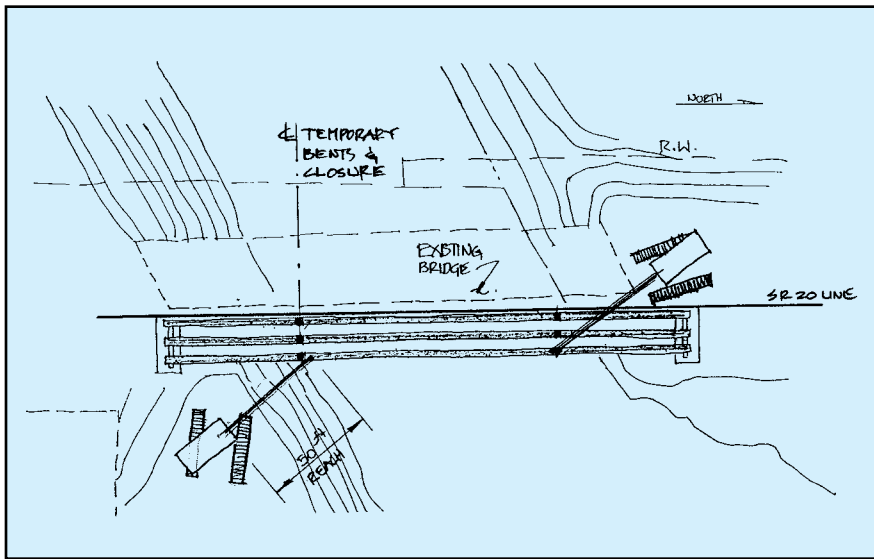 NORTH
R.W.
℄ TEMPORARY
BENTS &
CLOSURE
EXISTING
BRIDGE
SR 20 LINE
50 ft
REACH